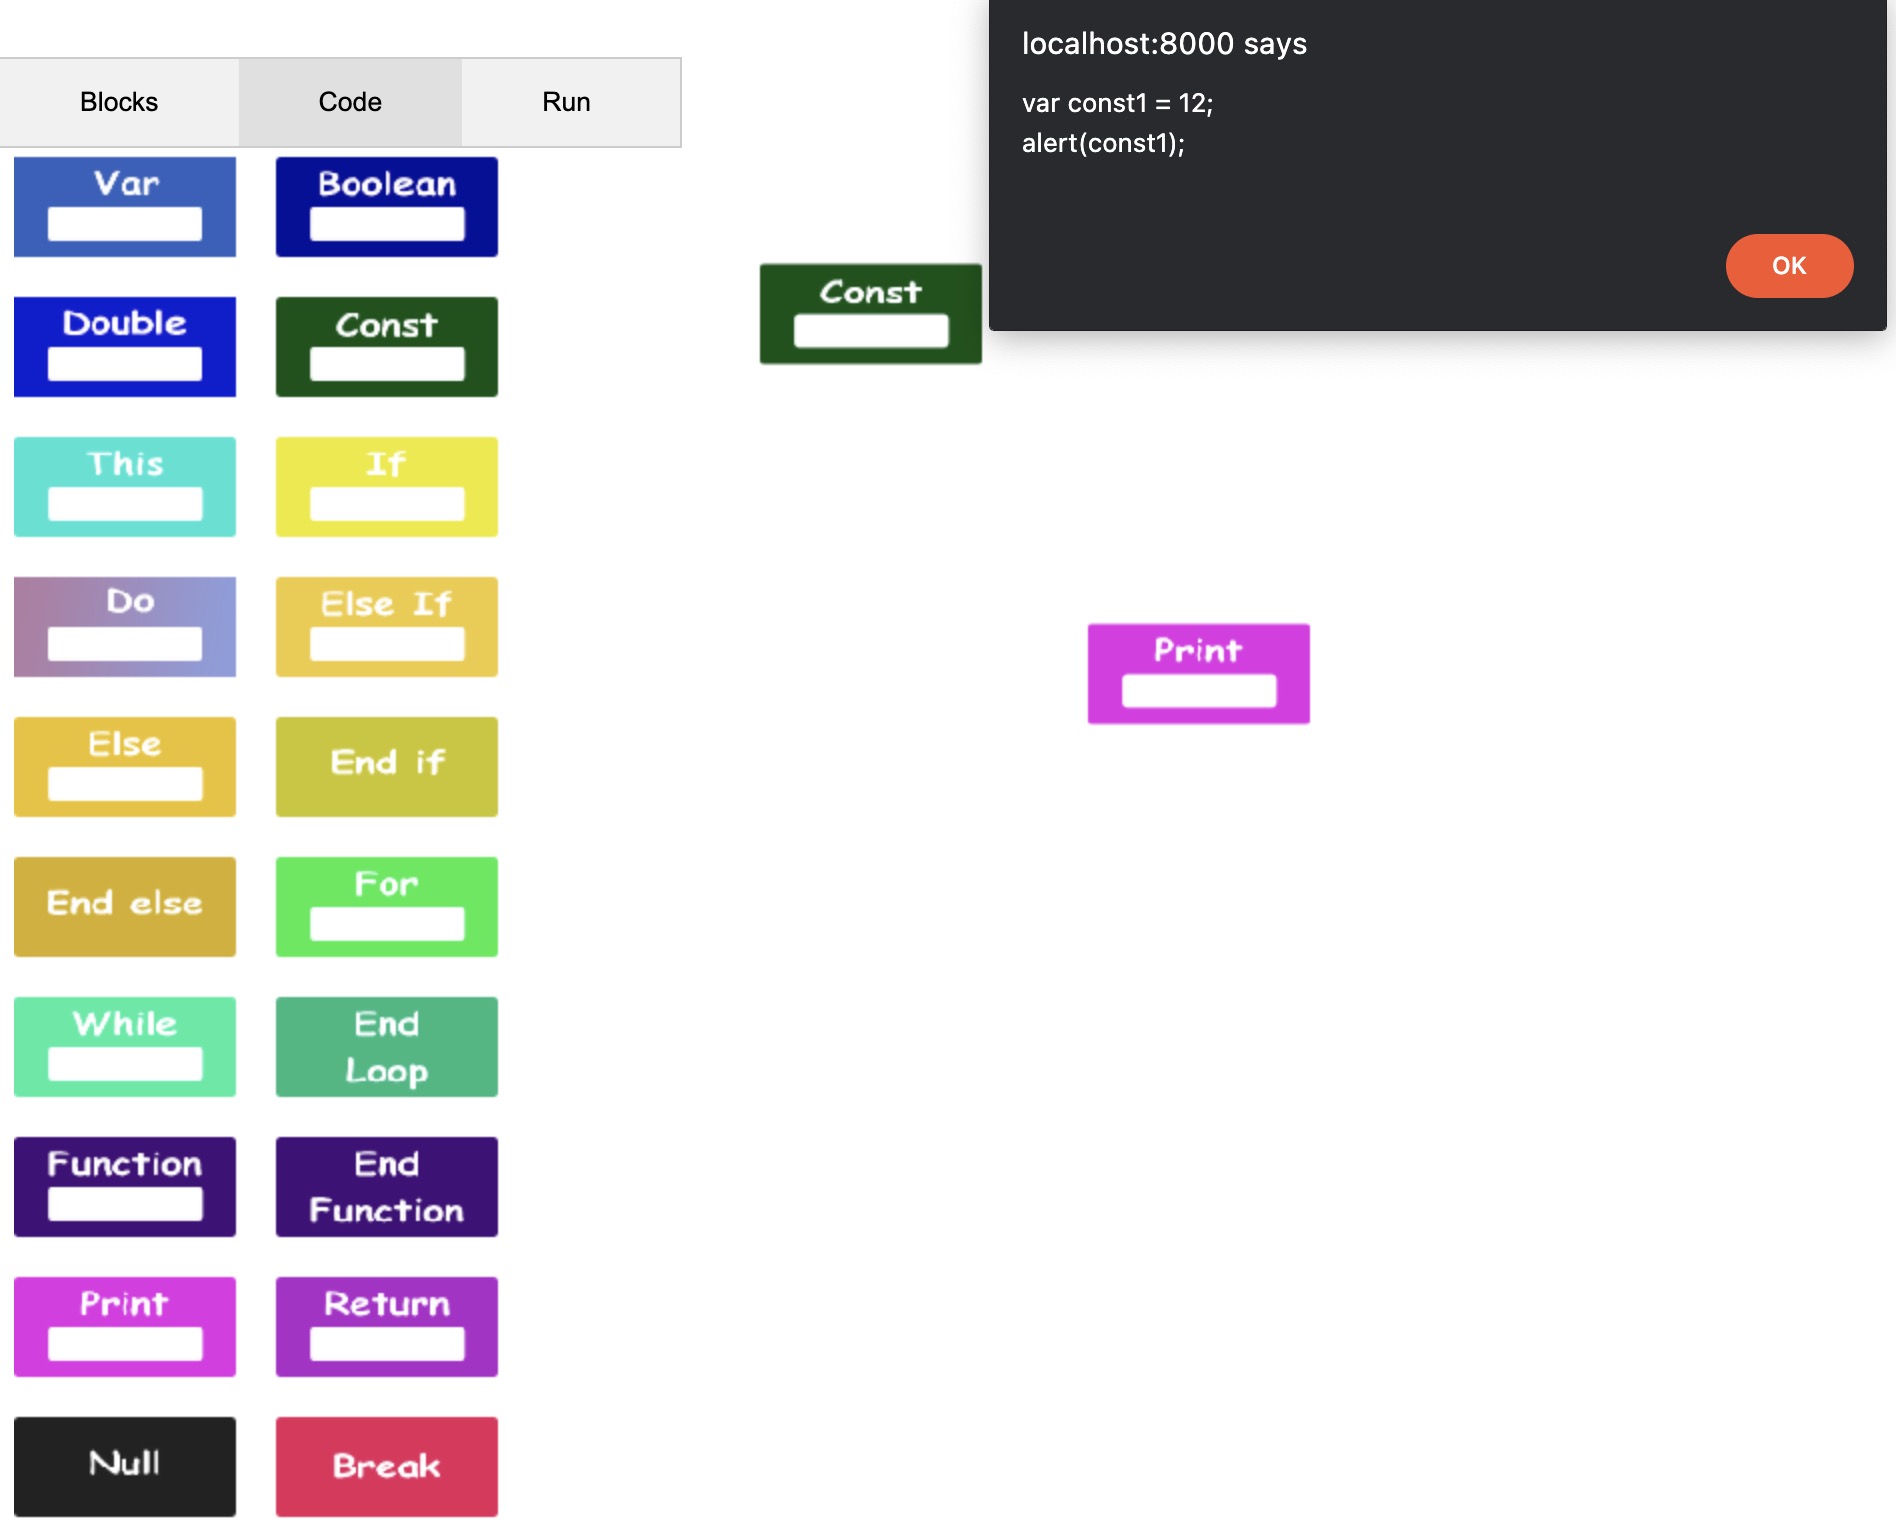 localhost:8000 says
var const1 = 12;
alert(const1);
OK
Blocks Code Run
Var Boolean
Double Const
This If
Do Else If
Else End if
End else For
While End
Loop
Function End
Function
Print Return
Null Break
Const
Print